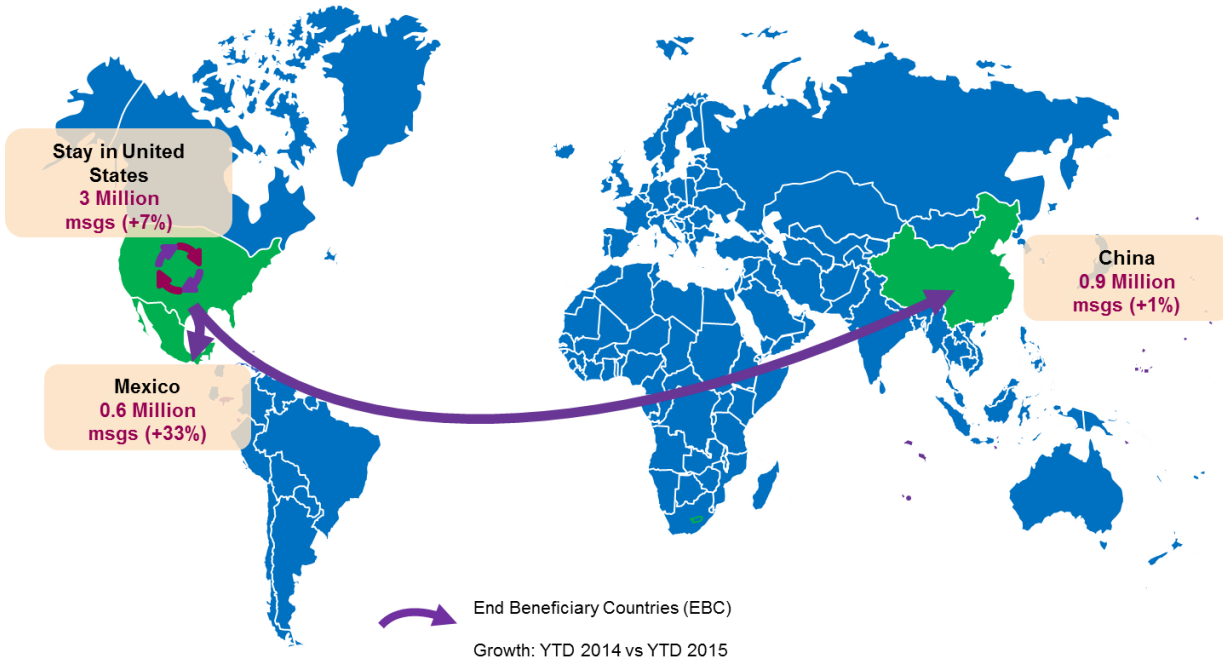 Stay in United
States
3 Million
msgs (+7%)
China
0.9 Million
msgs (+1%)
Mexico
0.6 Million
msgs (+33%)
End Beneficiary Countries (EBC)
Growth: YTD 2014 vs YTD 2015